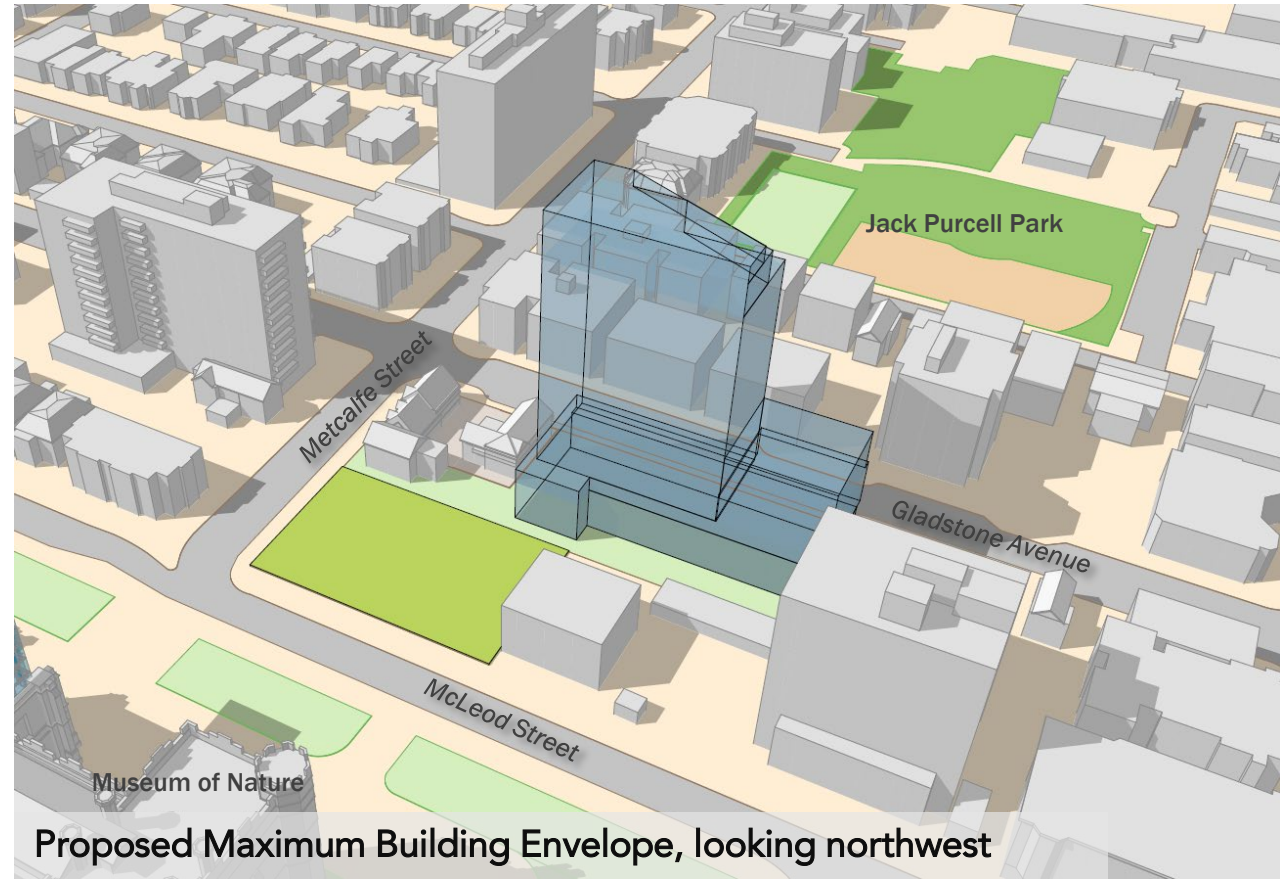 Jack Purcell Park
Metcalfe Street
Gladstone Avenue
McLeod Street
Museum of Nature
Proposed Maximum Building Envelope, looking northwest